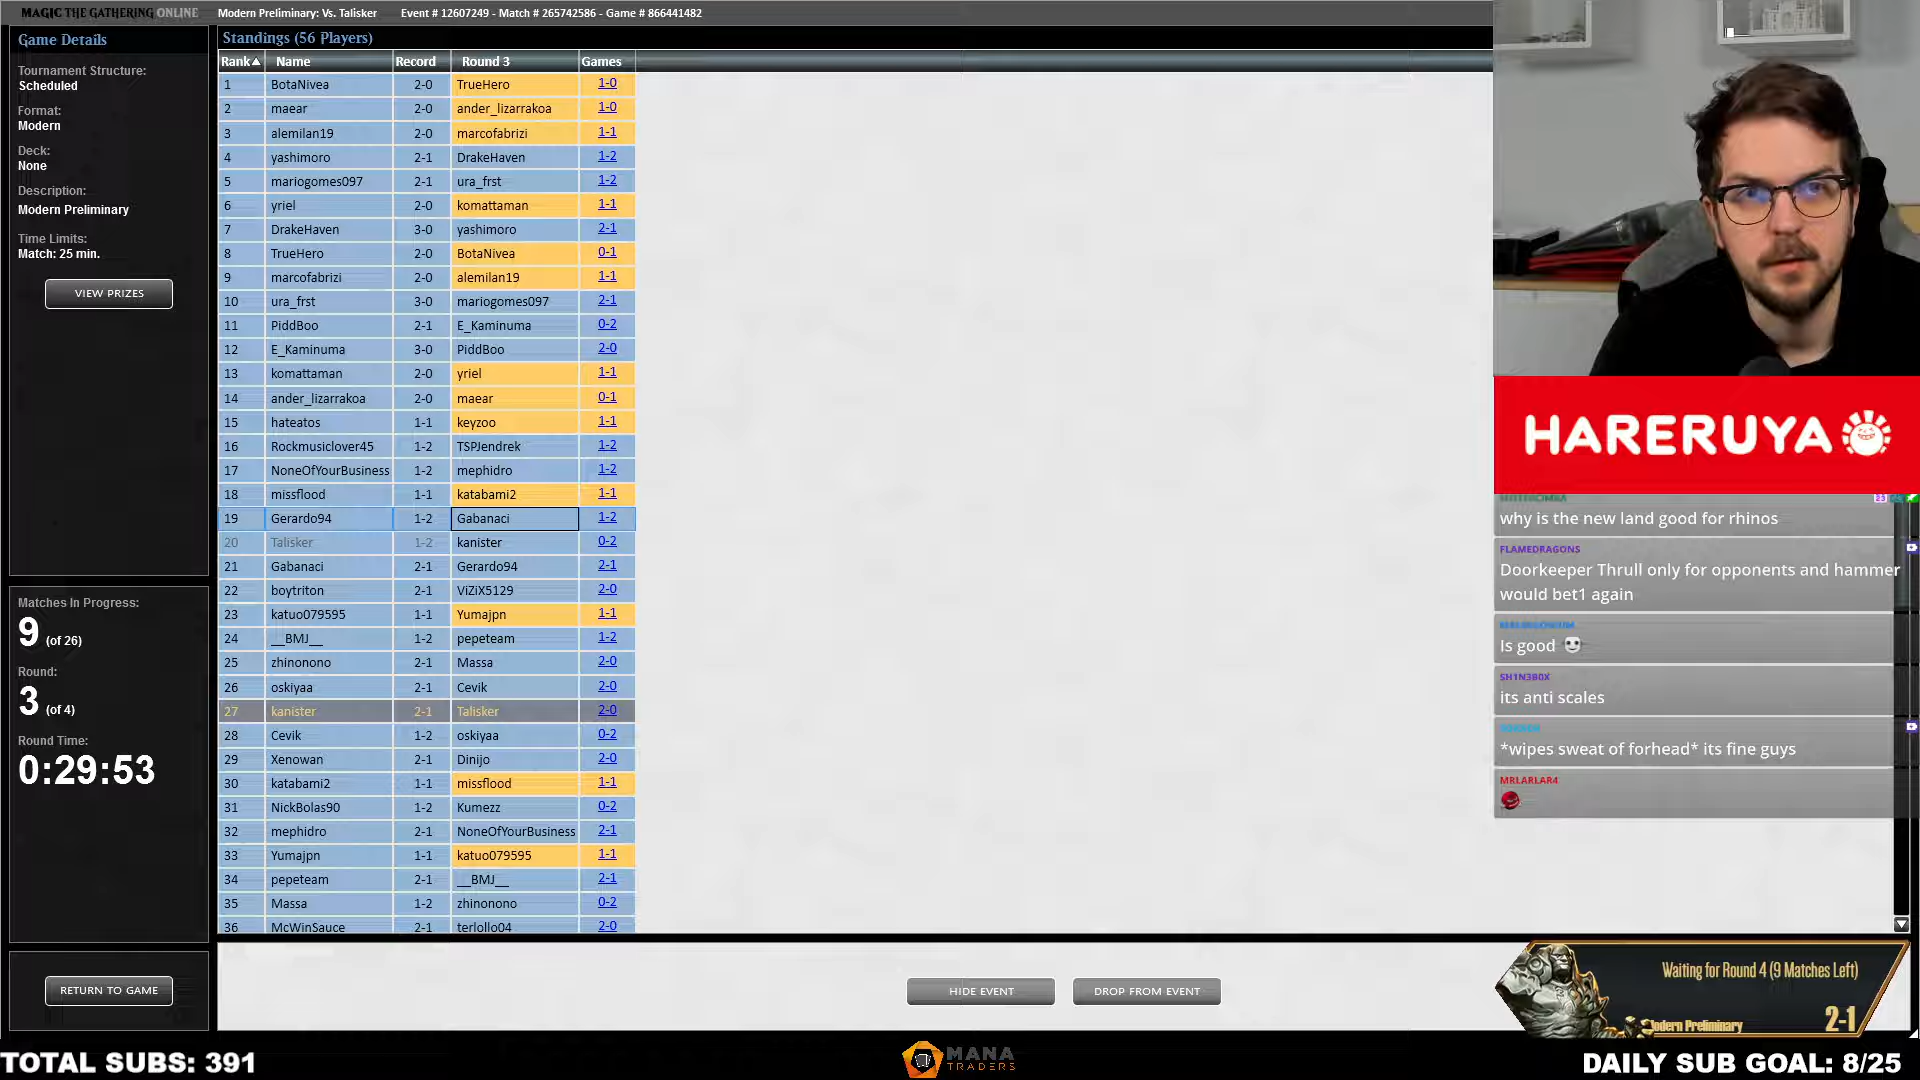 MAGIC THE GATHERING ONLINE
Modern Preliminary: Vs. Talisker
Event # 12607249 - Match # 265742586 - Game # 866441482
Game Details
Tournament Structure:
Scheduled
Format:
Modern
Deck:
None
Description:
Modern Preliminary
Time Limits:
Match: 25 min.
VIEW PRIZES
Matches In Progress:
9 (of 26)
Round:
3 (of 4)
Round Time:
0:29:53
RETURN TO GAME
Standings (56 Players)
Rank Name Record Round 3 Games
1 BotaNivea 2-0 TrueHero 1-0
2 maear 2-0 ander_lizarrakoa 1-0
3 alemilan19 2-0 marcofabrizi 1-1
4 yashimoro 2-1 DrakeHaven 1-2
5 mariogomes097 2-1 ura_frst 1-2
6 yriel 2-0 komattaman 1-1
7 DrakeHaven 3-0 yashimoro 2-1
8 TrueHero 2-0 BotaNivea 0-1
9 marcofabrizi 2-0 alemilan19 1-1
10 ura_frst 3-0 mariogomes097 2-1
11 PiddBoo 2-1 E_Kaminuma 0-2
12 E_Kaminuma 3-0 PiddBoo 2-0
13 komattaman 2-0 yriel 1-1
14 ander_lizarrakoa 2-0 maear 0-1
15 hateatos 1-1 keyzoo 1-1
16 Rockmusiclover45 1-2 TSPJendrek 1-2
17 NoneOfYourBusiness 1-2 mephidro 1-2
18 missflood 1-1 katabami2 1-1
19 Gerardo94 1-2 Gabanaci 1-2
20 Talisker 1-2 kanister 0-2
21 Gabanaci 2-1 Gerardo94 2-1
22 boytriton 2-1 ViZiX5129 2-0
23 katuo079595 1-1 Yumajpn 1-1
24 __BMJ__ 1-2 pepeteam 1-2
25 zhinonono 2-1 Massa 2-0
26 oskiyaa 2-1 Cevik 2-0
27 kanister 2-1 Talisker 2-0
28 Cevik 1-2 oskiyaa 0-2
29 Xenowan 2-1 Dinijo 2-0
30 katabami2 1-1 missflood 1-1
31 NickBolas90 1-2 Kumezz 0-2
32 mephidro 2-1 NoneOfYourBusiness 2-1
33 Yumajpn 1-1 katuo079595 1-1
34 pepeteam 2-1 __BMJ__ 2-1
35 Massa 1-2 zhinonono 0-2
36 McWinSauce 2-1 terlollo04 2-0
HIDE EVENT
DROP FROM EVENT
HARERUYA
why is the new land good for rhinos
FLAMEDRAGONS
Doorkeeper Thrull only for opponents and hammer
would bet1 again
Is good
SH1N3B0X
its anti scales
*wipes sweat of forhead* its fine guys
MRLARLAR4
Waiting for Round 4 (9 Matches Left)
Modern Preliminary
2-1
TOTAL SUBS: 391
MANA
TRADERS
DAILY SUB GOAL: 8/25